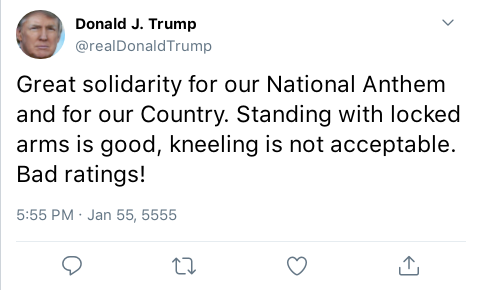 Donald J. Trump
@realDonaldTrump
Great solidarity for our National Anthem
and for our Country. Standing with locked
arms is good, kneeling is not acceptable.
Bad ratings!
5:55 PM · Jan 55, 5555